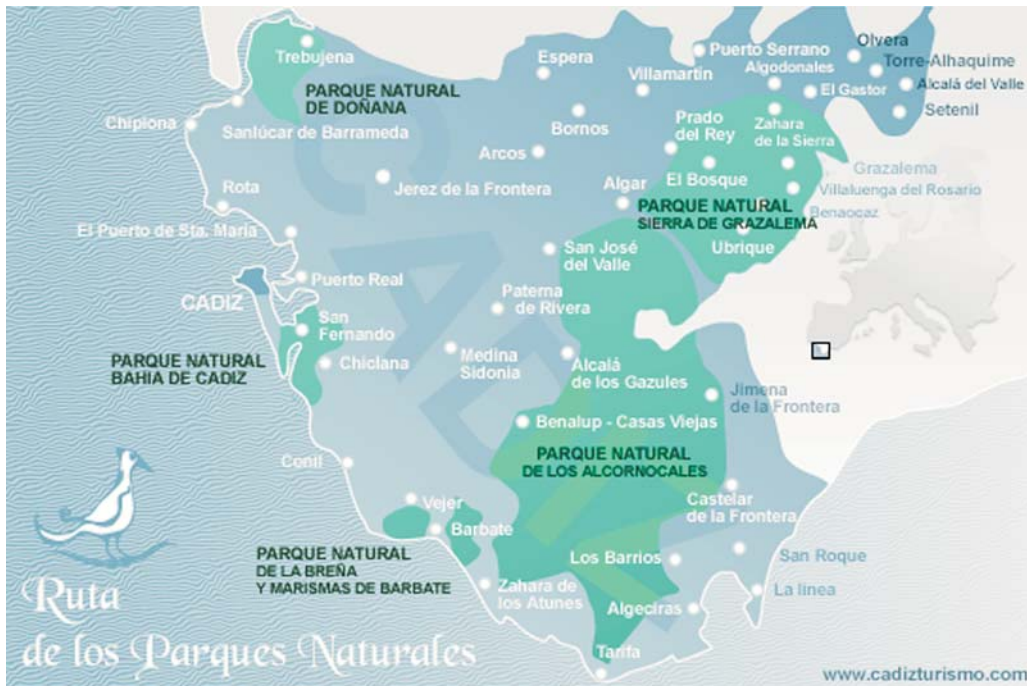 Trebujena
PARQUE NATURAL
DE DOÑANA
Espera
Villamartin
Puerto Serrano
Algodonales
Olvera
Torre-Alhaquime
Alcalá del Valle
El Gastor
Setenil
Chipiona
Sanlúcar de Barrameda
Bornos
Arcos
Prado
del Rey
Zahara
de la Sierra
Rota
Jerez de la Frontera
Algar
El Bosque
Grazalema
Villaluenga del Rosario
Benaocaz
PARQUE NATURAL
SIERRA DE GRAZALEMA
Ubrique
El Puerto de Sta. María
San José
del Valle
Puerto Real
CADIZ
Paterna
de Rivera
San
Fernando
PARQUE NATURAL
BAHIA DE CADIZ
Chiclana
Medina
Sidonia
Alcalá
de los Gazules
Jimena
de la Frontera
Benalup - Casas Viejas
PARQUE NATURAL
DE LOS ALCORNOCALES
Conil
Vejer
Barbate
Castelar
de la Frontera
PARQUE NATURAL
DE LA BREÑA
Y MARISMAS DE BARBATE
Los Barrios
San Roque
Zahara de
los Atunes
La línea
Algeciras
Tarifa
CADIZ
Ruta
de los Parques Naturales
www.cadizturismo.com